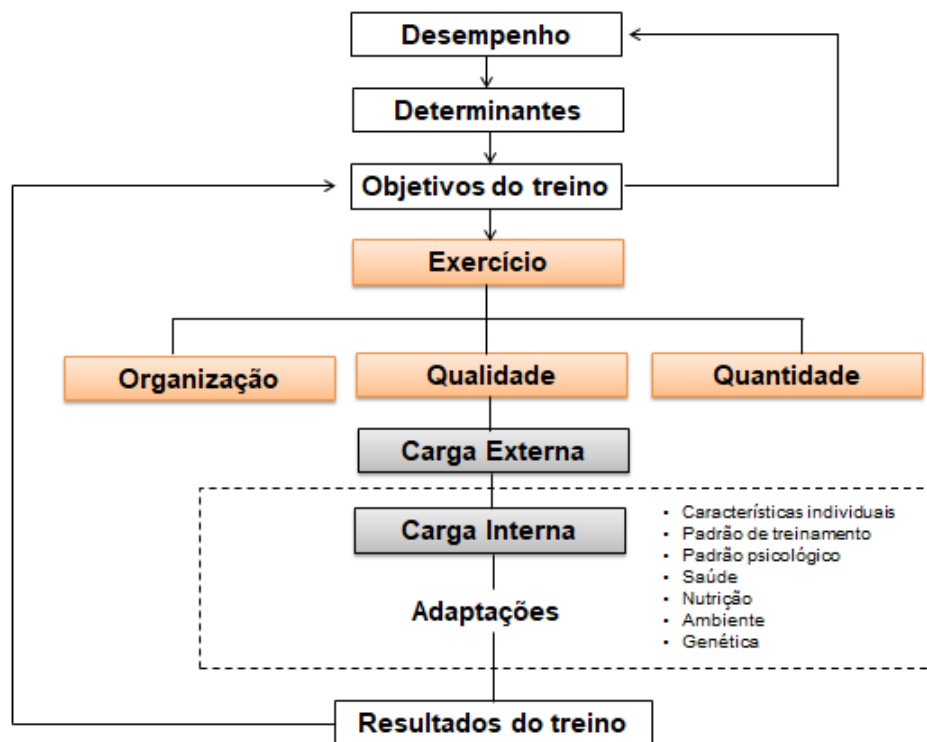 Desempenho
Determinantes
Objetivos do treino
Exercício
Organização
Qualidade
Quantidade
Carga Externa
Carga Interna
Adaptações
▪ Características individuais
▪ Padrão de treinamento
▪ Padrão psicológico
▪ Saúde
▪ Nutrição
▪ Ambiente
▪ Genética
Resultados do treino